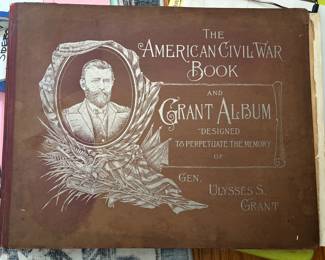 THE
AMERICAN CIVIL WAR
BOOK
AND
GRANT ALBUM
DESIGNED
TO PERPETUATE THE MEMORY
OF
GEN.
ULYSSES S.
GRANT